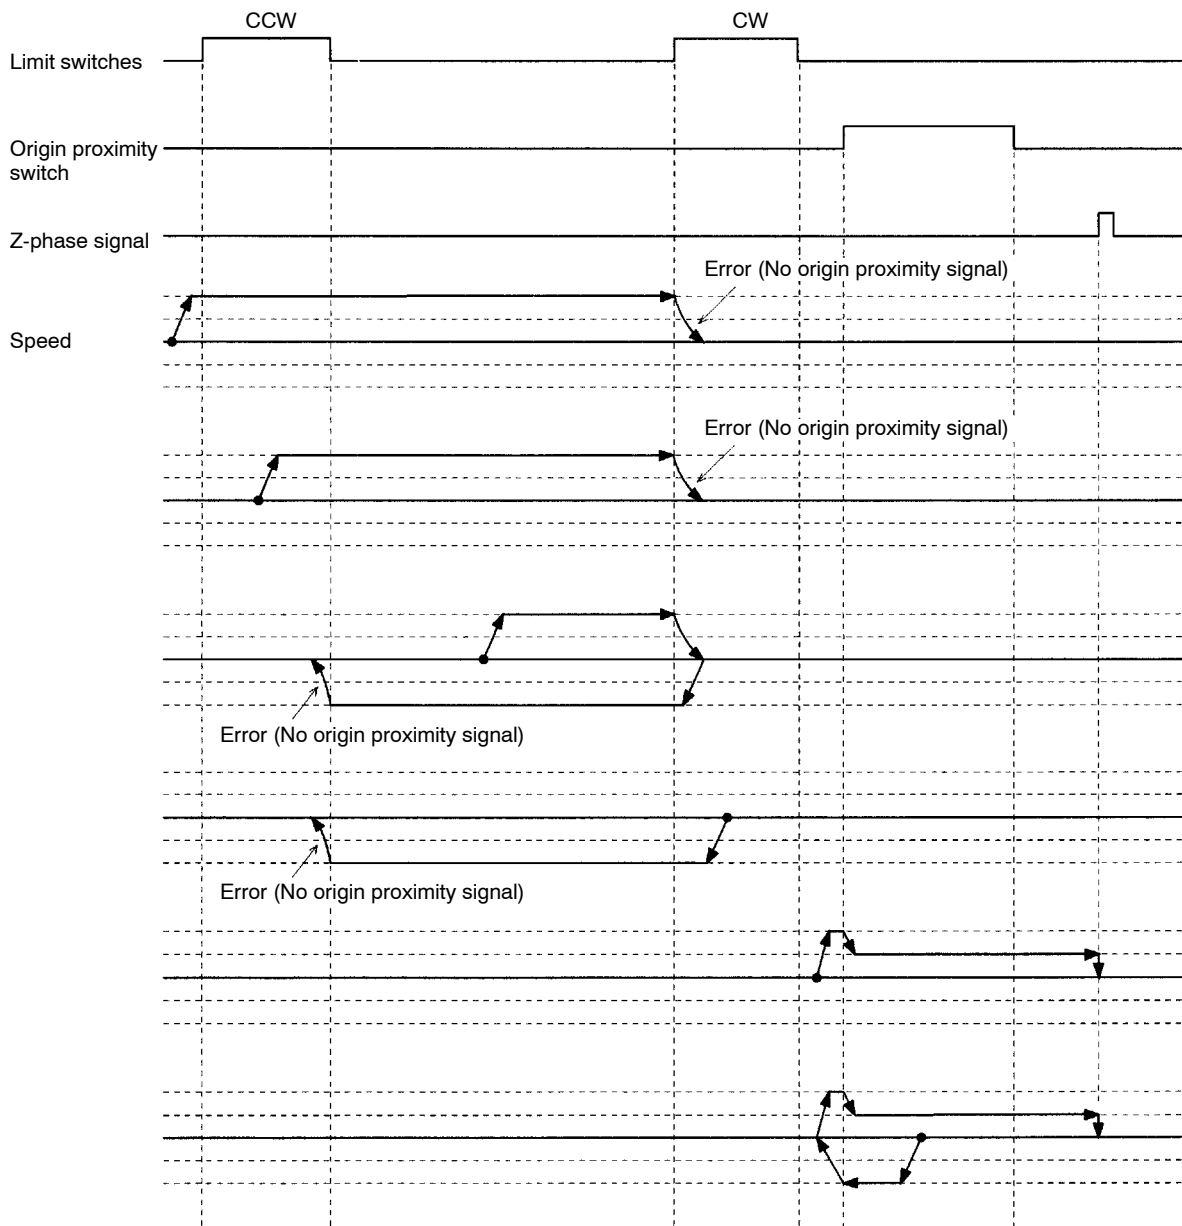 CCW
CW
Limit switches
Origin proximity
switch
Z-phase signal
Error (No origin proximity signal)
Speed
Error (No origin proximity signal)
Error (No origin proximity signal)
Error (No origin proximity signal)